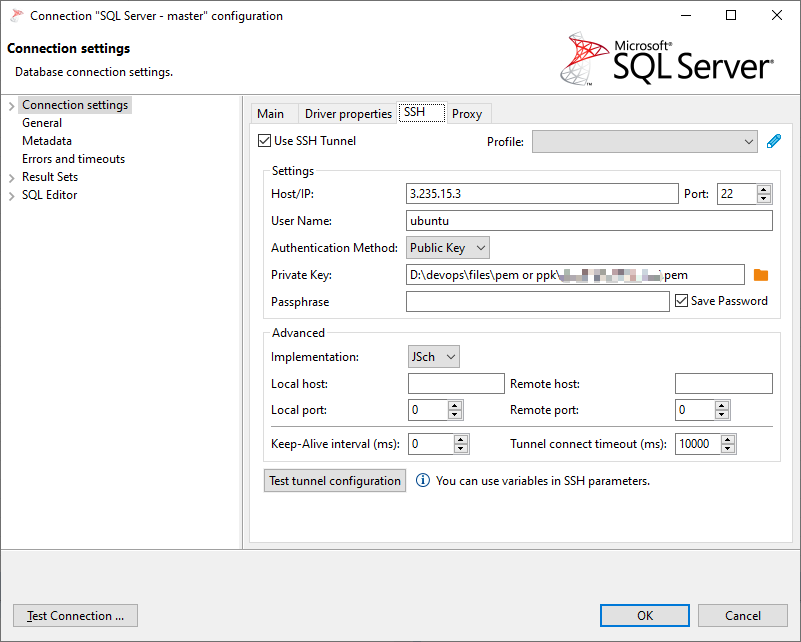 Connection "SQL Server - master" configuration
Connection settings
Database connection settings.
Microsoft®
SQL Server®
Connection settings
General
Metadata
Errors and timeouts
Result Sets
SQL Editor
Main Driver properties SSH Proxy
Use SSH Tunnel Profile:
Settings
Host/IP: 3.235.15.3 Port: 22
User Name: ubuntu
Authentication Method: Public Key
Private Key: D:\devops\files\pem or ppk\ .pem
Passphrase Save Password
Advanced
Implementation: JSch
Local host: Remote host:
Local port: 0 Remote port: 0
Keep-Alive interval (ms): 0 Tunnel connect timeout (ms): 10000
Test tunnel configuration You can use variables in SSH parameters.
Test Connection ... OK Cancel